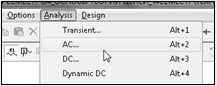 Options Analysis Design
Transient... Alt+1
AC... Alt+2
DC... Alt+3
Dynamic DC Alt+4